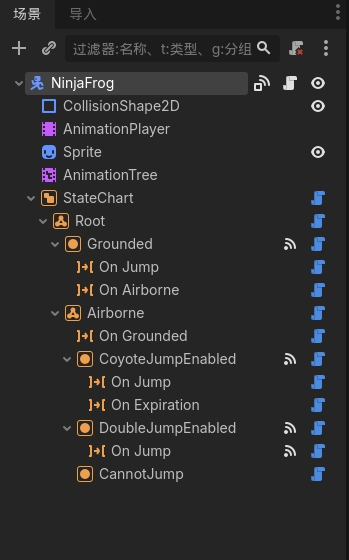 场景 导入
过滤器:名称、t:类型、g:分组
NinjaFrog
CollisionShape2D
AnimationPlayer
Sprite
AnimationTree
StateChart
Root
Grounded
On Jump
On Airborne
Airborne
On Grounded
CoyoteJumpEnabled
On Jump
On Expiration
DoubleJumpEnabled
On Jump
CannotJump